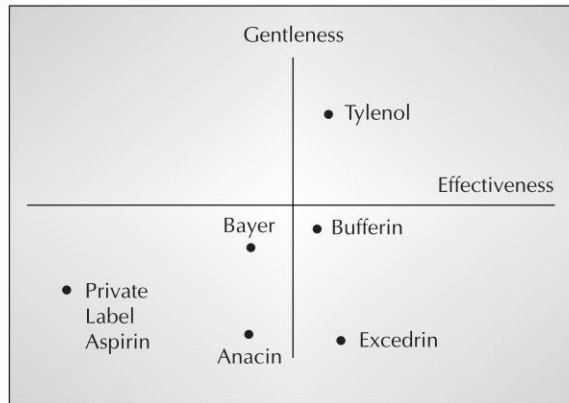 Gentleness
Tylenol
Effectiveness
Bayer
Bufferin
Private
Label
Aspirin
Anacin
Excedrin